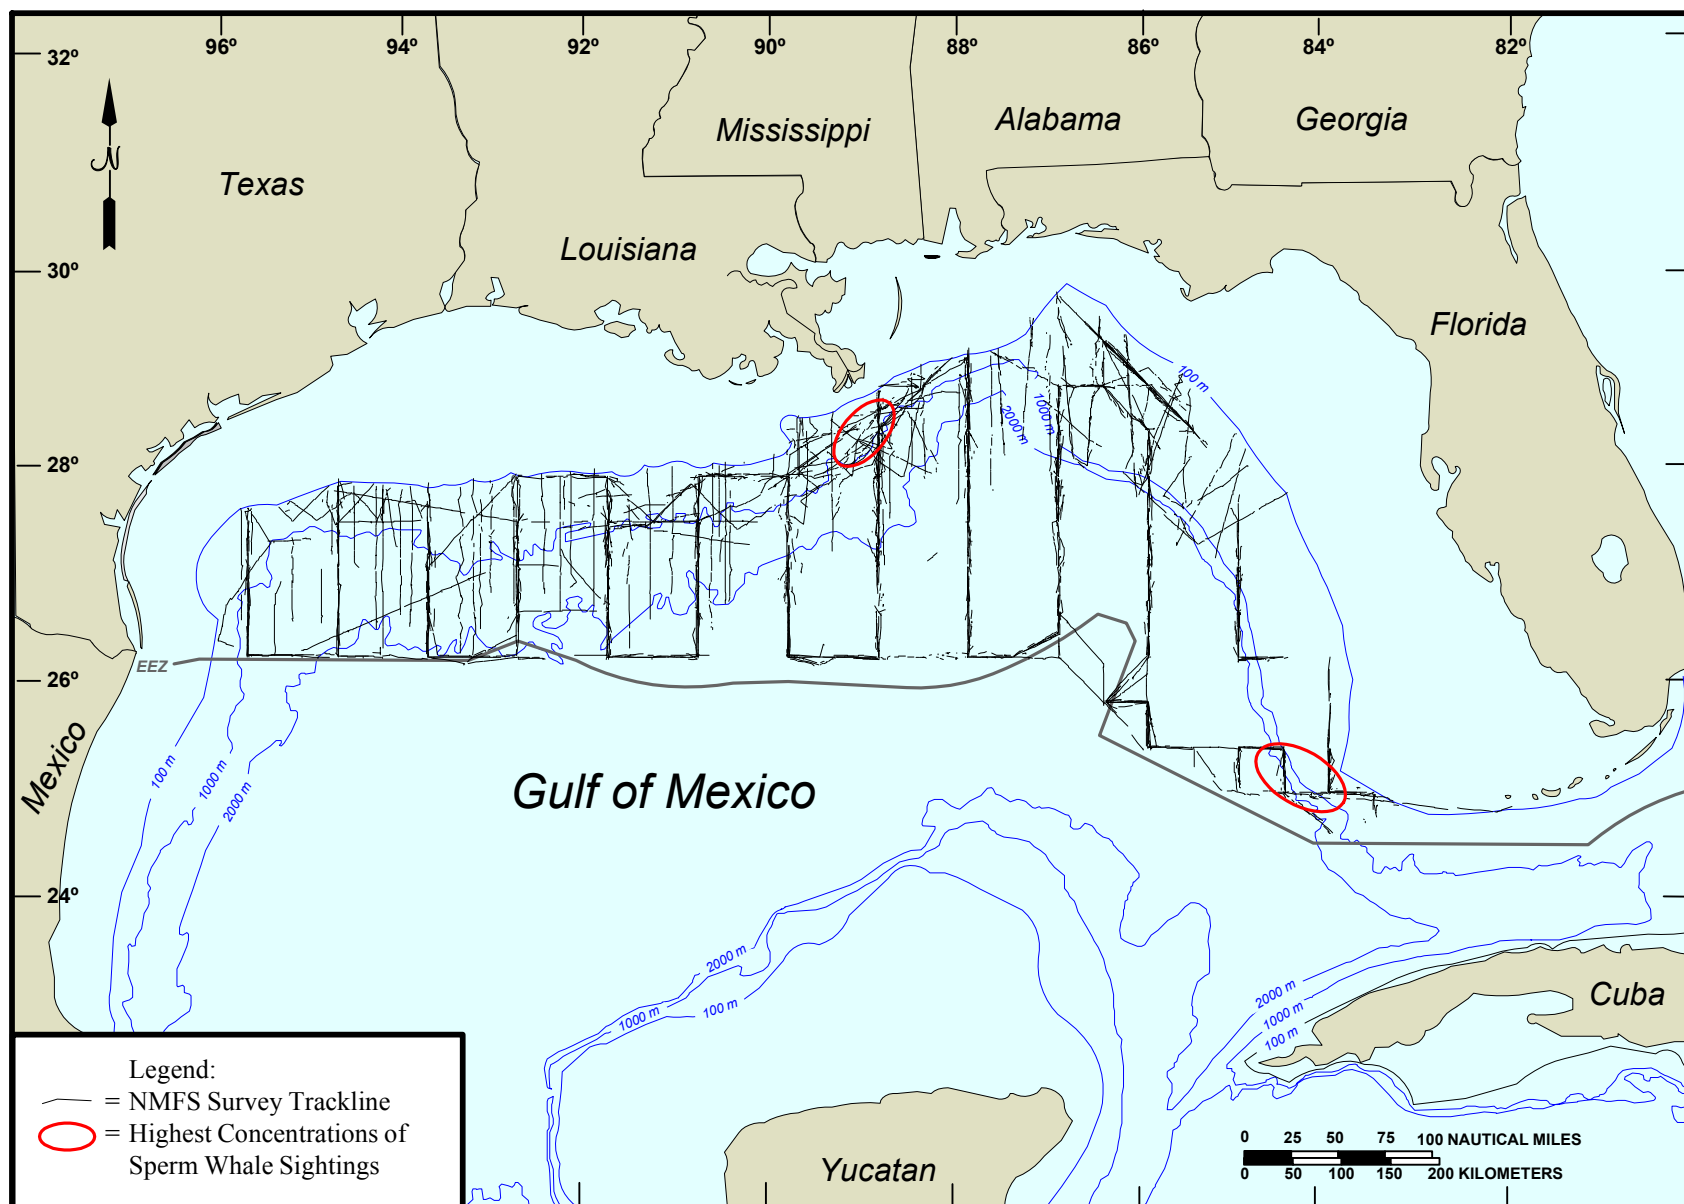 96º 94º 92º 90º 88º 86º 84º 82º
32º
30º
28º
26º
24º
N
Texas
Louisiana
Mississippi
Alabama
Georgia
Florida
Mexico
EEZ
Gulf of Mexico
Cuba
Yucatan
100 m
1000 m
2000 m
100 m
1000 m
2000 m
2000 m
1000 m
100 m
2000 m
1000 m
100 m
Legend:
= NMFS Survey Trackline
= Highest Concentrations of
Sperm Whale Sightings
0 25 50 75 100 NAUTICAL MILES
0 50 100 150 200 KILOMETERS